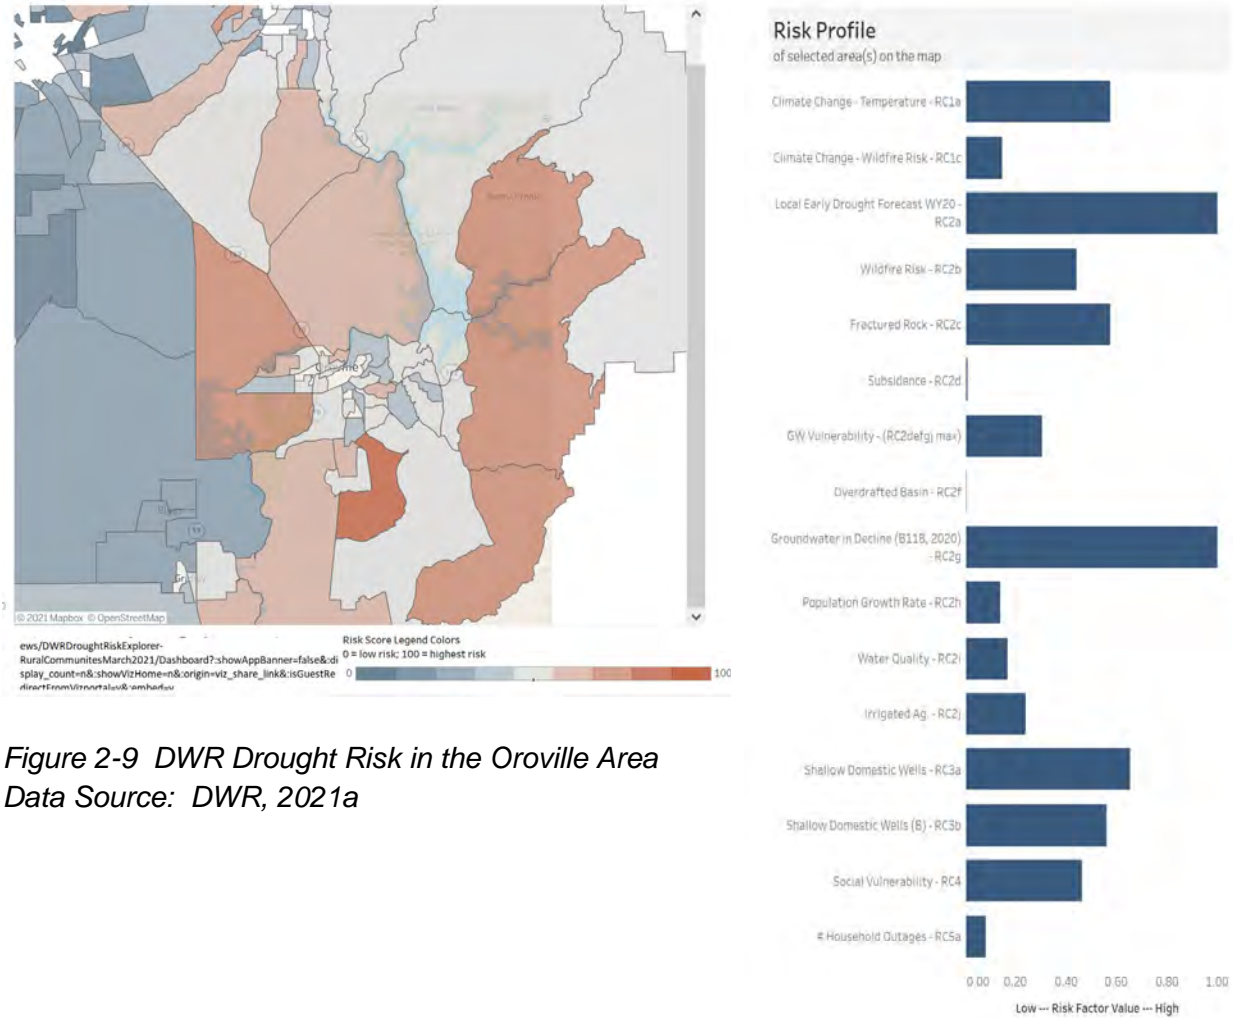 © 2021 Mapbox © OpenStreetMap
ews/DWRDroughtRiskExplorer-
RuralCommunitesMarch2021/Dashboard?:showAppBanner=false&:di
splay_count=n&:showVizHome=n&:origin=viz_share_link&:isGuestRe
directFromVizportal=y&:embed=y
Risk Score Legend Colors
0 = low risk; 100 = highest risk
0
100
Figure 2-9 DWR Drought Risk in the Oroville Area
Data Source: DWR, 2021a
Risk Profile
of selected area(s) on the map
Climate Change - Temperature - RC1a
Climate Change - Wildfire Risk - RC1c
Local Early Drought Forecast WY20 -
RC2a
Wildfire Risk - RC2b
Fractured Rock - RC2c
Subsidence - RC2d
GW Vulnerability - (RC2defgj max)
Overdrafted Basin - RC2f
Groundwater in Decline (B118, 2020)
- RC2g
Population Growth Rate - RC2h
Water Quality - RC2i
Irrigated Ag. - RC2j
Shallow Domestic Wells - RC3a
Shallow Domestic Wells (B) - RC3b
Social Vulnerability - RC4
# Household Outages - RC5a
0.00 0.20 0.40 0.60 0.80 1.00
Low --- Risk Factor Value --- High